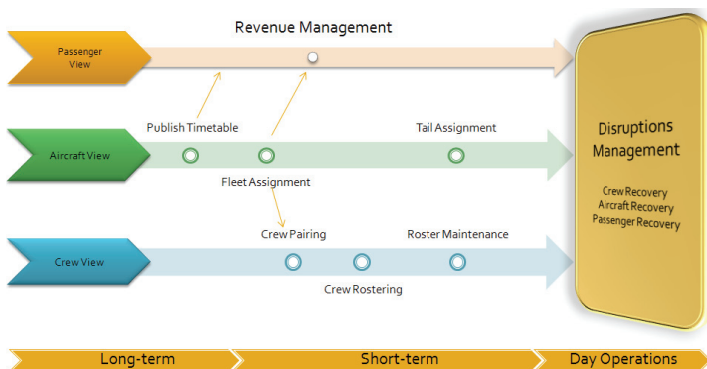 Revenue Management
Passenger
View
Publish Timetable
Tail Assignment
Aircraft View
Fleet Assignment
Crew Pairing
Roster Maintenance
Crew View
Crew Rostering
Disruptions
Management
Crew Recovery
Aircraft Recovery
Passenger Recovery
Long-term
Short-term
Day Operations